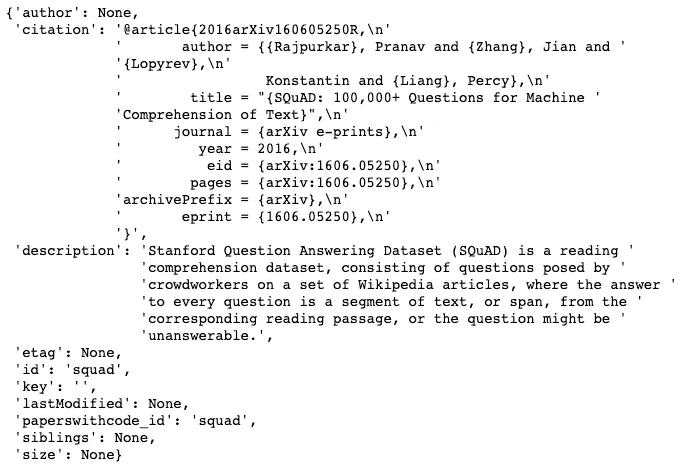 {'author': None,
 'citation': '@article{2016arXiv160605250R,\n'
             '       author = {{Rajpurkar}, Pranav and {Zhang}, Jian and '
             '{Lopyrev},\n'
             '                 Konstantin and {Liang}, Percy},\n'
             '        title = "{SQuAD: 100,000+ Questions for Machine '
             'Comprehension of Text}",\n'
             '      journal = {arXiv e-prints},\n'
             '         year = 2016,\n'
             '          eid = {arXiv:1606.05250},\n'
             '        pages = {arXiv:1606.05250},\n'
             'archivePrefix = {arXiv},\n'
             '       eprint = {1606.05250},\n'
             '}',
 'description': 'Stanford Question Answering Dataset (SQuAD) is a reading '
                'comprehension dataset, consisting of questions posed by '
                'crowdworkers on a set of Wikipedia articles, where the answer '
                'to every question is a segment of text, or span, from the '
                'corresponding reading passage, or the question might be '
                'unanswerable.',
 'etag': None,
 'id': 'squad',
 'key': '',
 'lastModified': None,
 'paperswithcode_id': 'squad',
 'siblings': None,
 'size': None}